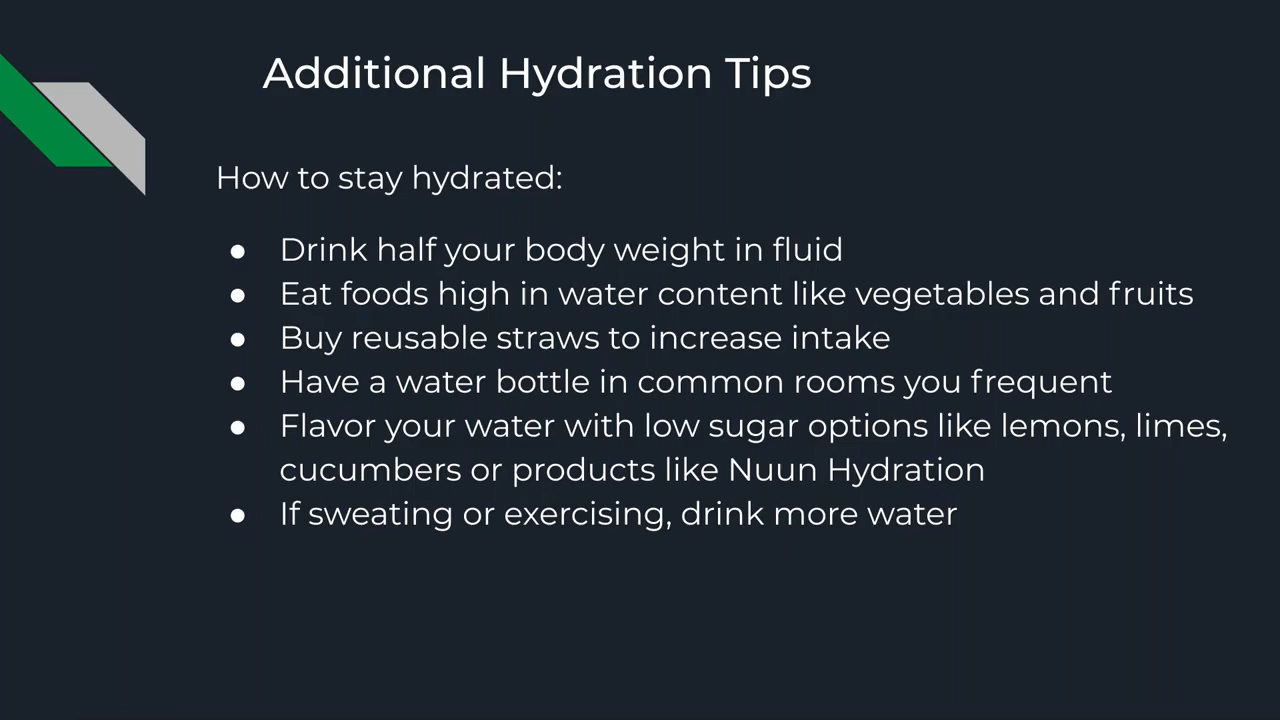 Additional Hydration Tips
How to stay hydrated:
● Drink half your body weight in fluid
● Eat foods high in water content like vegetables and fruits
● Buy reusable straws to increase intake
● Have a water bottle in common rooms you frequent
● Flavor your water with low sugar options like lemons, limes,
cucumbers or products like Nuun Hydration
● If sweating or exercising, drink more water